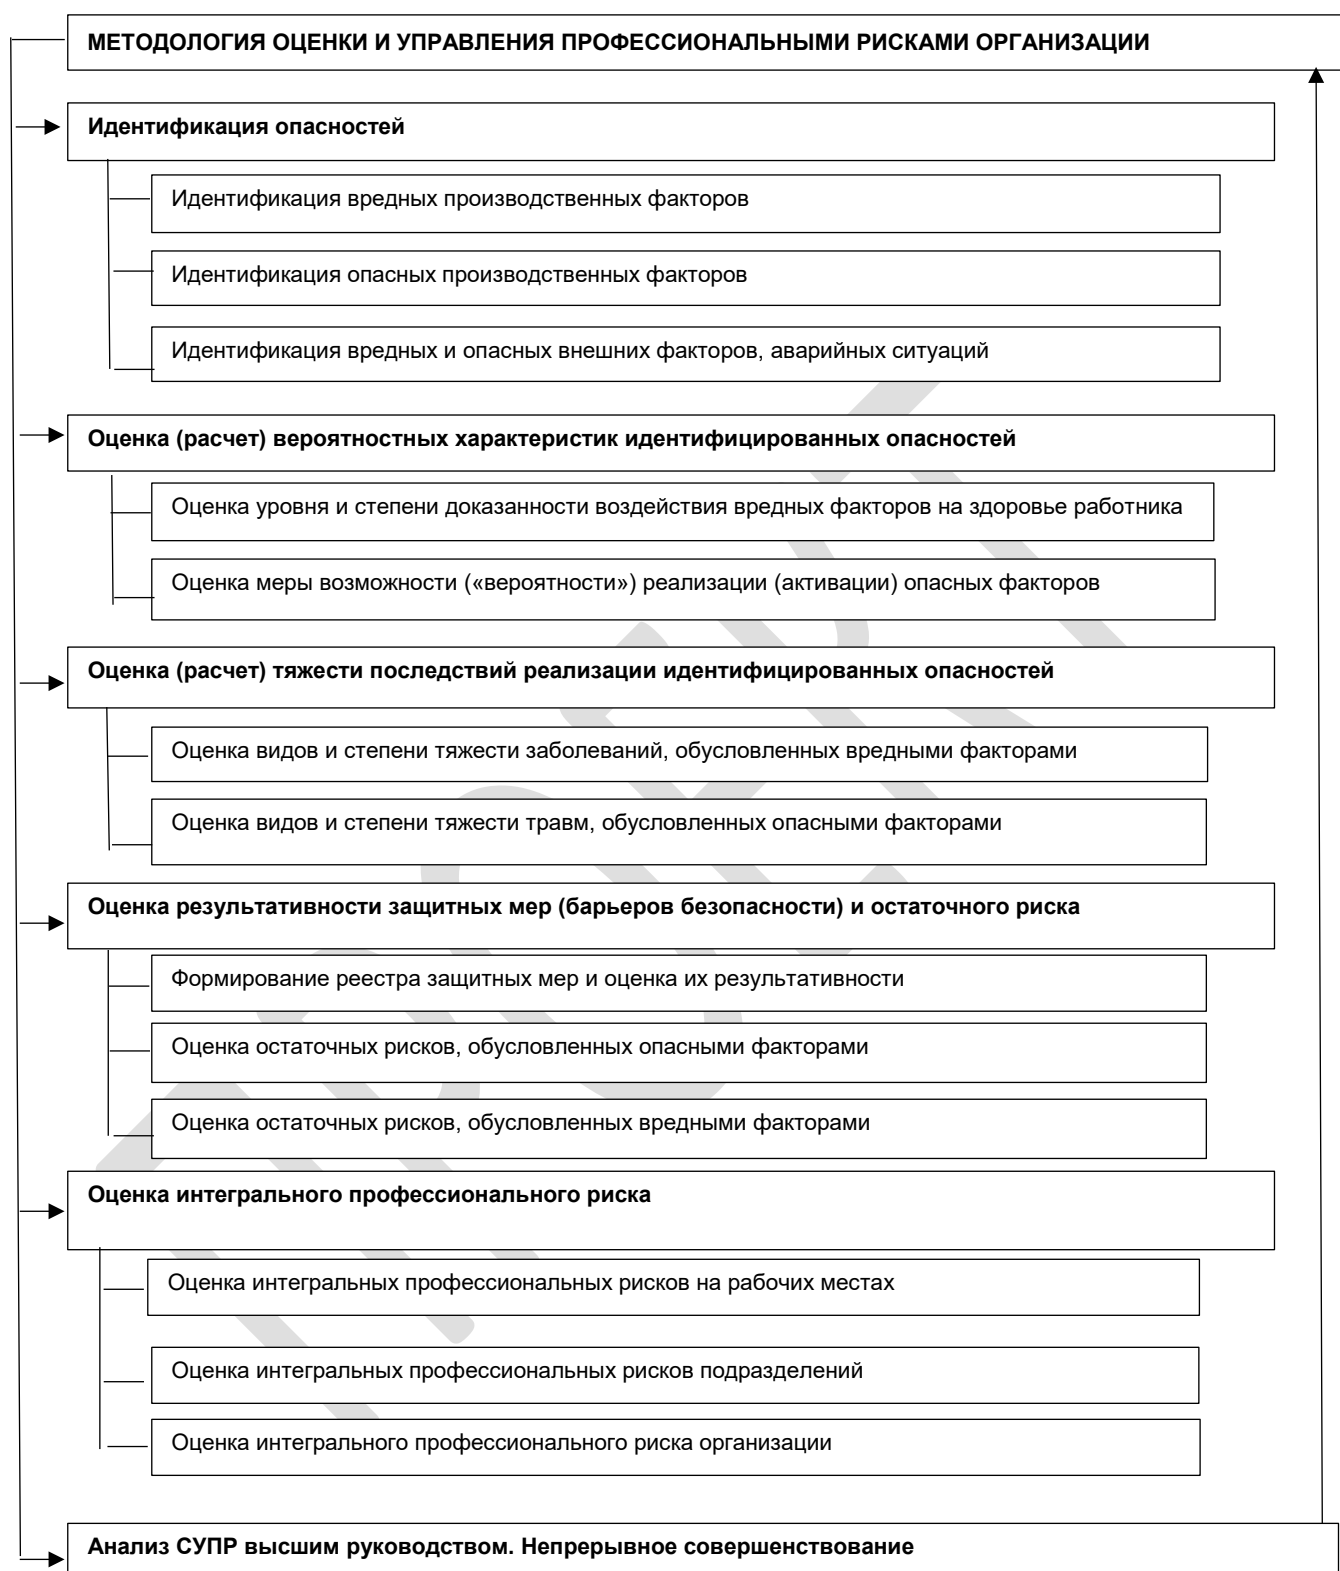 МЕТОДОЛОГИЯ ОЦЕНКИ И УПРАВЛЕНИЯ ПРОФЕССИОНАЛЬНЫМИ РИСКАМИ ОРГАНИЗАЦИИ
Идентификация опасностей
Идентификация вредных производственных факторов
Идентификация опасных производственных факторов
Идентификация вредных и опасных внешних факторов, аварийных ситуаций
Оценка (расчет) вероятностных характеристик идентифицированных опасностей
Оценка уровня и степени доказанности воздействия вредных факторов на здоровье работника
Оценка меры возможности («вероятности») реализации (активации) опасных факторов
Оценка (расчет) тяжести последствий реализации идентифицированных опасностей
Оценка видов и степени тяжести заболеваний, обусловленных вредными факторами
Оценка видов и степени тяжести травм, обусловленных опасными факторами
Оценка результативности защитных мер (барьеров безопасности) и остаточного риска
Формирование реестра защитных мер и оценка их результативности
Оценка остаточных рисков, обусловленных опасными факторами
Оценка остаточных рисков, обусловленных вредными факторами
Оценка интегрального профессионального риска
Оценка интегральных профессиональных рисков на рабочих местах
Оценка интегральных профессиональных рисков подразделений
Оценка интегрального профессионального риска организации
Анализ СУПР высшим руководством. Непрерывное совершенствование
ПРОЕКТ